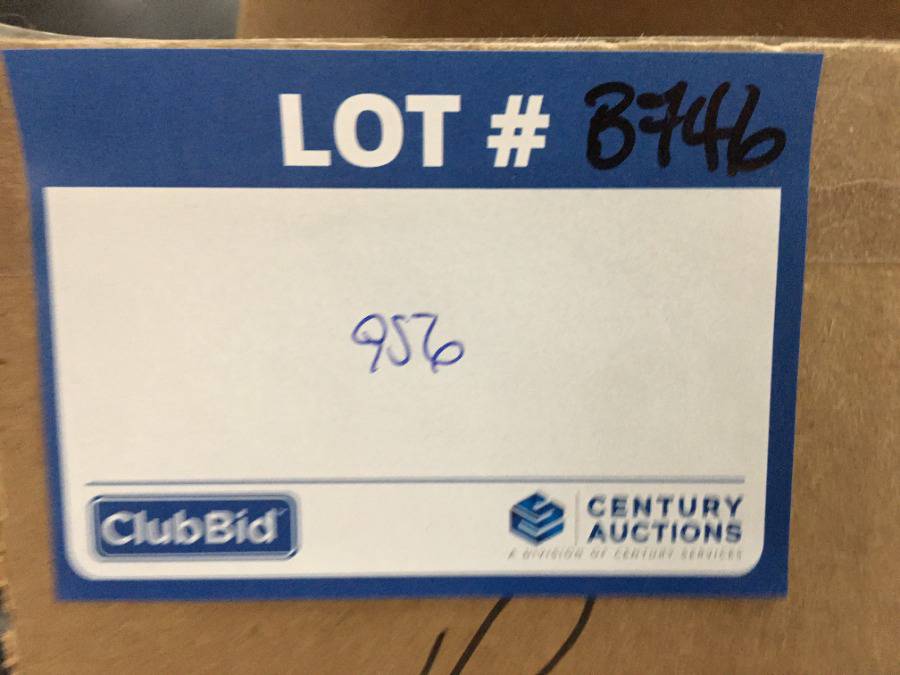 LOT # B746
956
ClubBid
CENTURY
AUCTIONS
A DIVISION OF CENTURY SERVICES